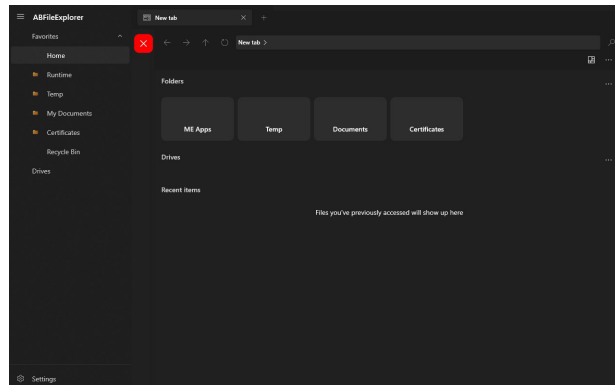 ABFileExplorer
New tab
Favorites
Home
Runtime
Temp
My Documents
Certificates
Recycle Bin
Drives
Settings
New tab >
Folders
ME Apps
Temp
Documents
Certificates
Drives
Recent items
Files you've previously accessed will show up here